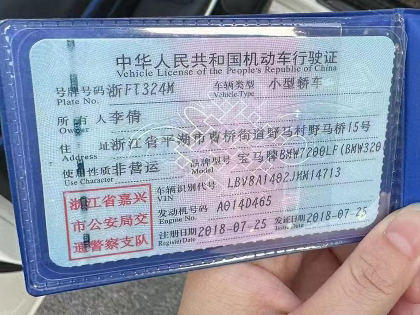 中华人民共和国机动车行驶证
Vehicle License of the People's Republic of China
号牌号码 浙FT324M 车辆类型 小型轿车
Plate No. Vehicle Type
所有人 李倩
Owner
住址 浙江省平湖市曹桥街道野马村野马桥15号
Address
使用性质 非营运 品牌型号 宝马牌BMW7200LF(BMW320
Use Character Model
浙江省嘉兴
市公安局交
通警察支队
车辆识别代号 LBV8A1402JMM14713
VIN
发动机号码 A014D465
Engine No.
注册日期 2018-07-25 发证日期 2018-07-25
Register Date Issue Date